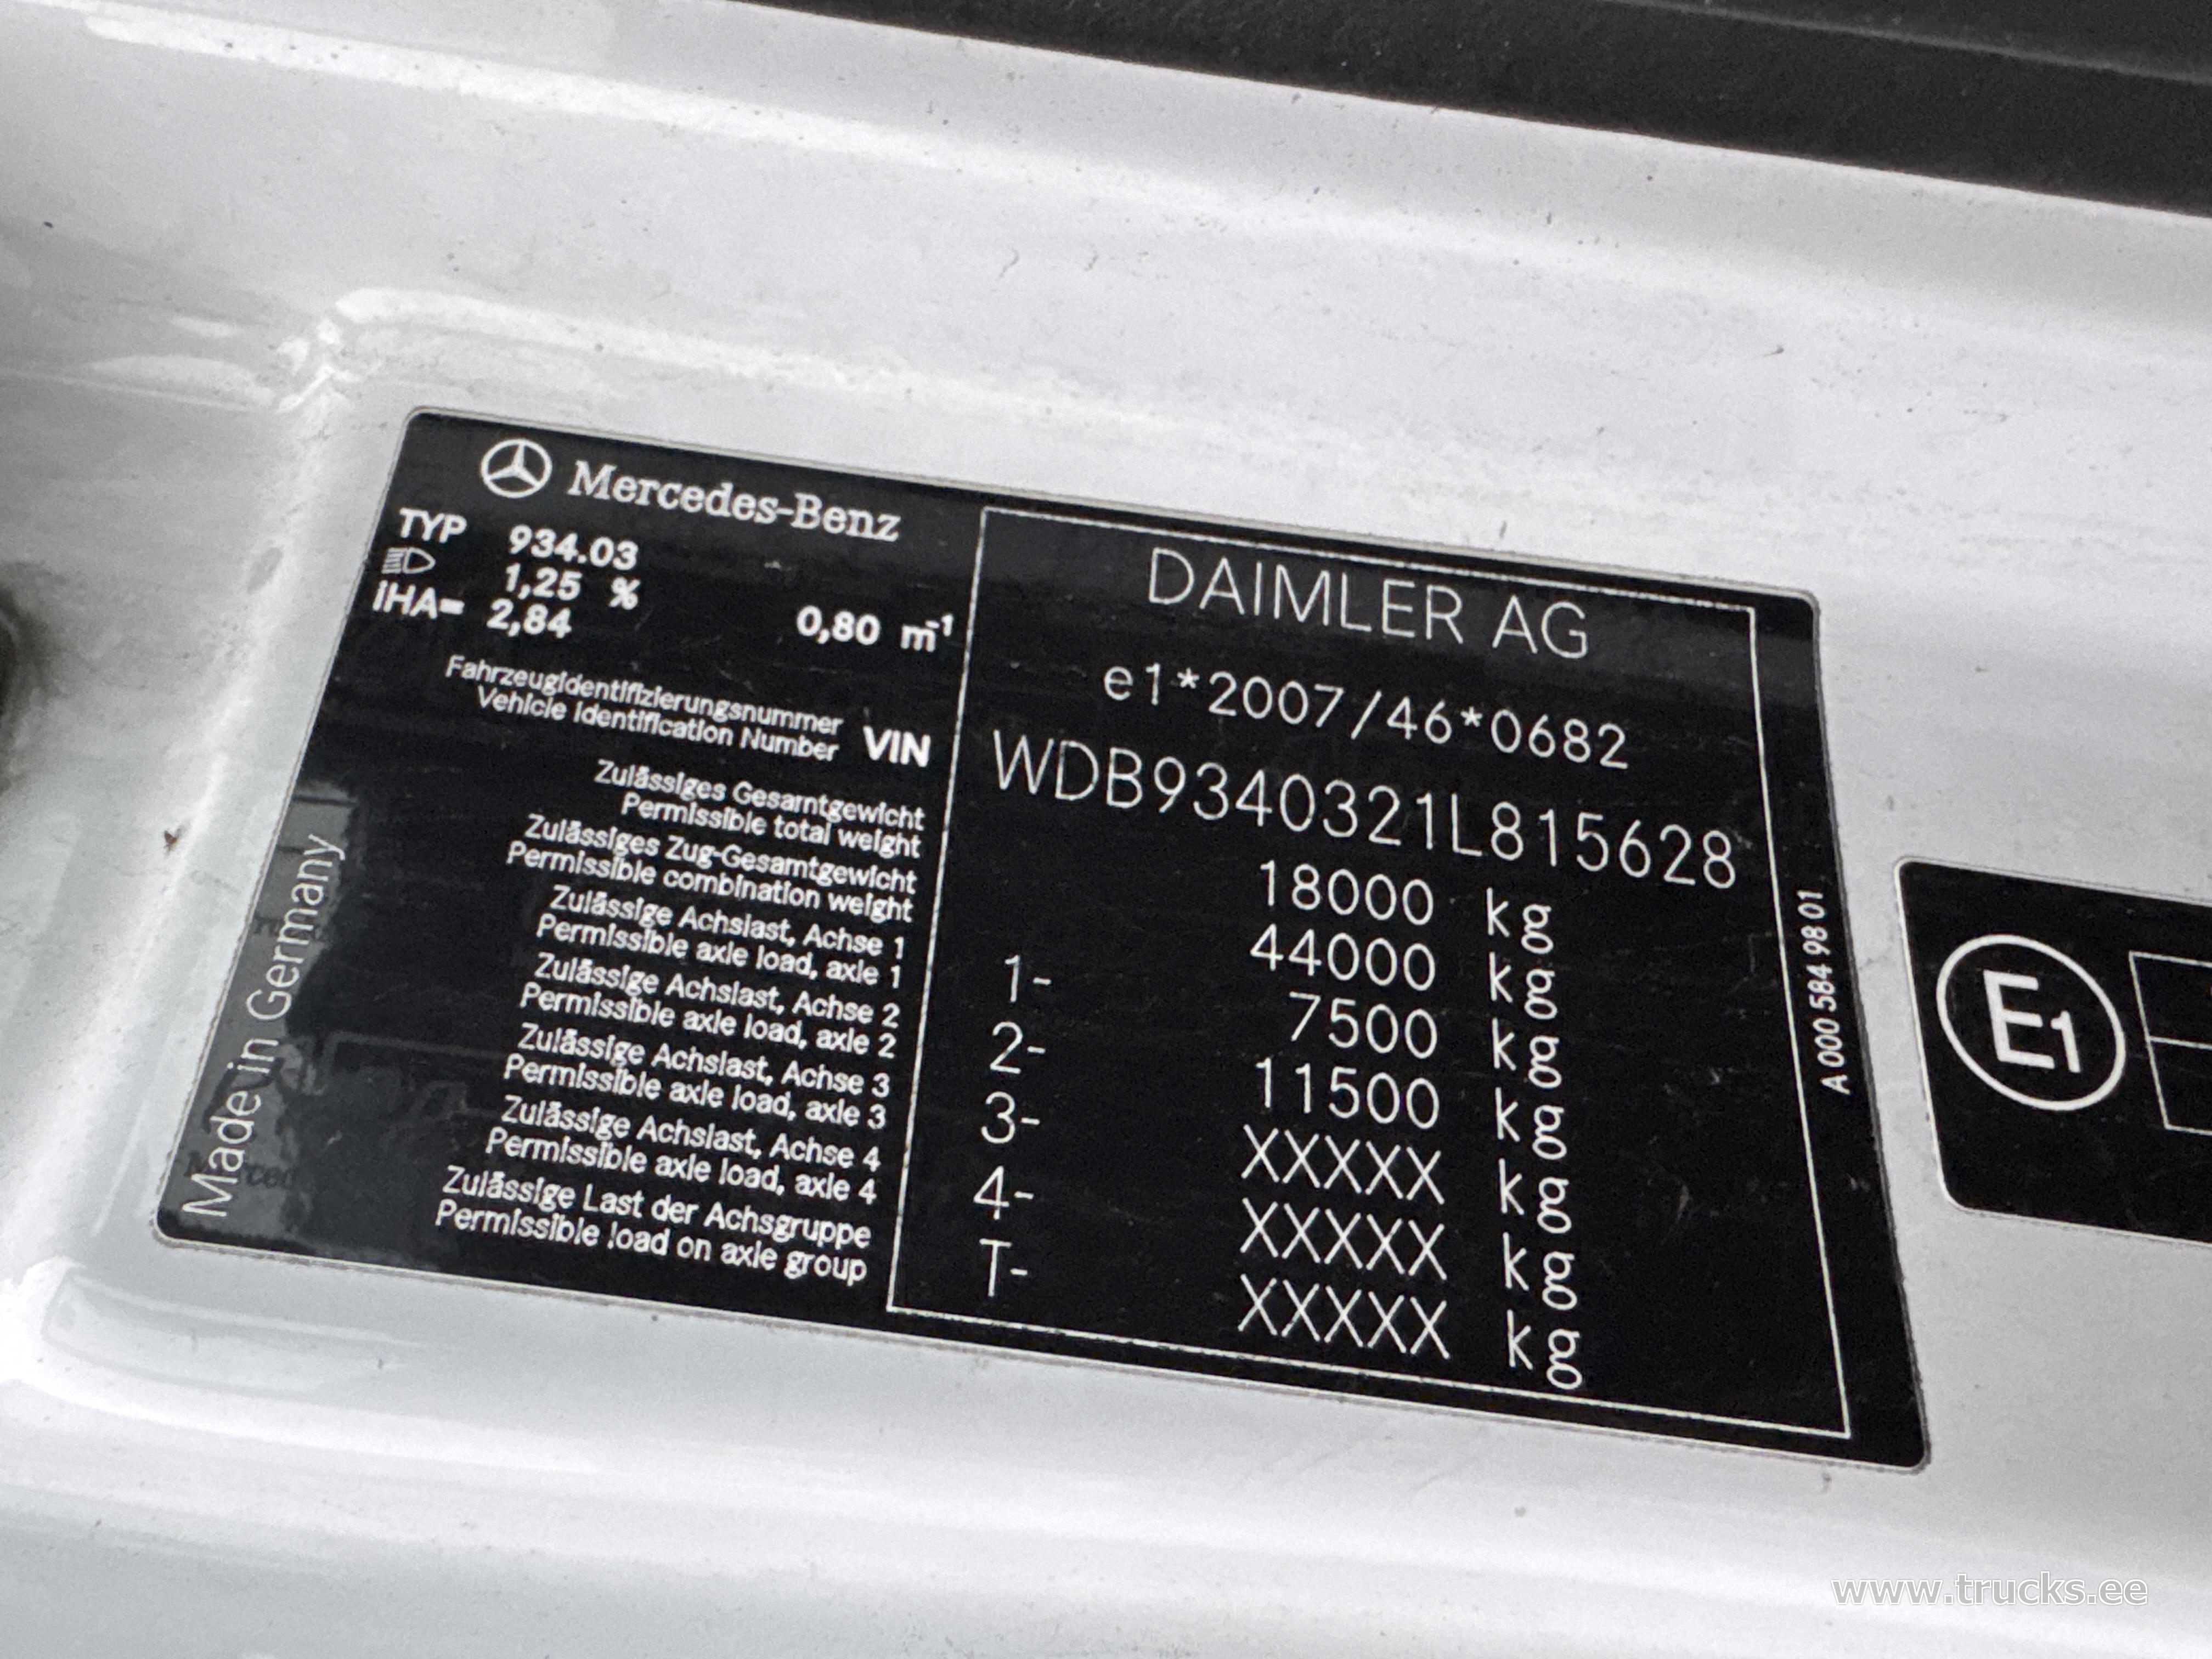 Mercedes-Benz
TYP 934.03
1,25 %
iHA= 2,84 0,80 m⁻¹
Fahrzeugidentifizierungsnummer
Vehicle Identification Number VIN
Zulässiges Gesamtgewicht
Permissible total weight
Zulässiges Zug-Gesamtgewicht
Permissible combination weight
Zulässige Achslast, Achse 1
Permissible axle load, axle 1
Zulässige Achslast, Achse 2
Permissible axle load, axle 2
Zulässige Achslast, Achse 3
Permissible axle load, axle 3
Zulässige Achslast, Achse 4
Permissible axle load, axle 4
Zulässige Last der Achsgruppe
Permissible load on axle group
Made in Germany
DAIMLER AG
e1*2007/46*0682
WDB9340321L815628
18000 kg
44000 kg
1- 7500 kg
2- 11500 kg
3- XXXXX kg
4- XXXXX kg
T- XXXXX kg
A 000 584 98 01
E1
www.trucks.ee